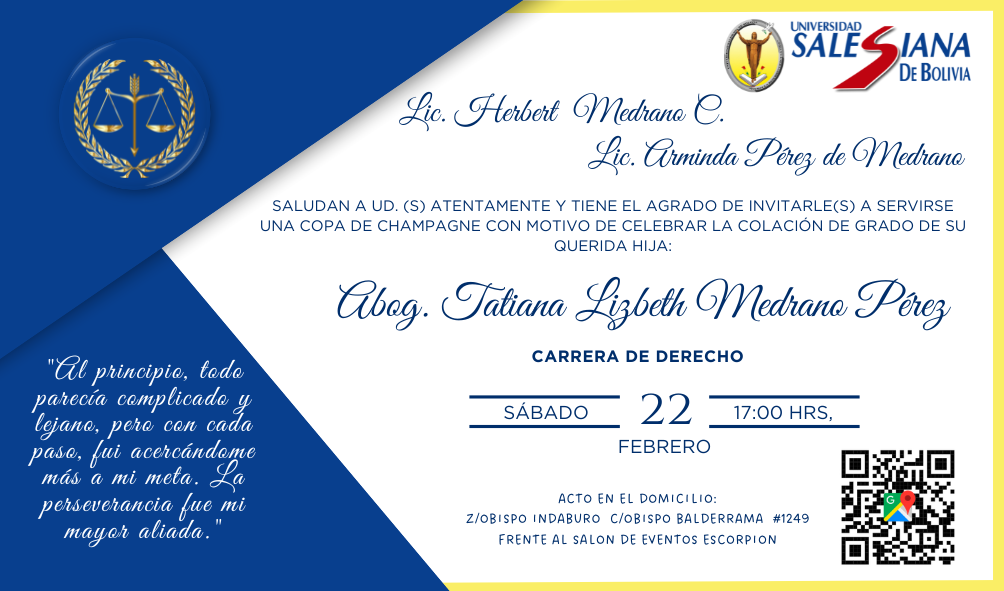 UNIVERSIDAD
SALESIANA
DE BOLIVIA
Lic. Herbert Medrano C.
Lic. Arminda Pérez de Medrano
SALUDAN A UD. (S) ATENTAMENTE Y TIENE EL AGRADO DE INVITARLE(S) A SERVIRSE
UNA COPA DE CHAMPAGNE CON MOTIVO DE CELEBRAR LA COLACIÓN DE GRADO DE SU
QUERIDA HIJA:
Abog. Tatiana Lizbeth Medrano Pérez
CARRERA DE DERECHO
SÁBADO 22 17:00 HRS,
FEBRERO
ACTO EN EL DOMICILIO:
Z/OBISPO INDABURO C/OBISPO BALDERRAMA #1249
FRENTE AL SALON DE EVENTOS ESCORPION
"Al principio, todo
parecía complicado y
lejano, pero con cada
paso, fui acercándome
más a mi meta. La
perseverancia fue mi
mayor aliada."
G